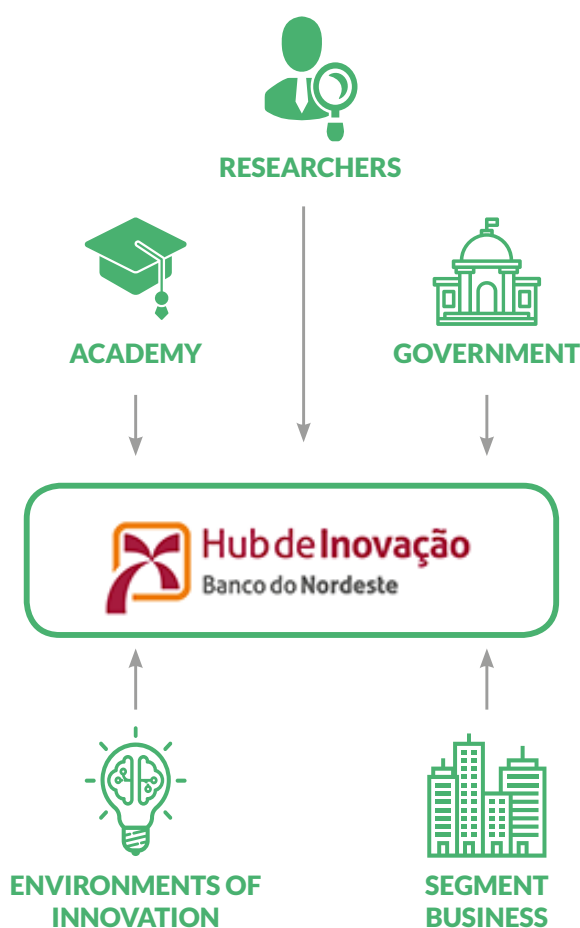 RESEARCHERS
ACADEMY
GOVERNMENT
Hub de Inovação
Banco do Nordeste
ENVIRONMENTS OF
INNOVATION
SEGMENT
BUSINESS